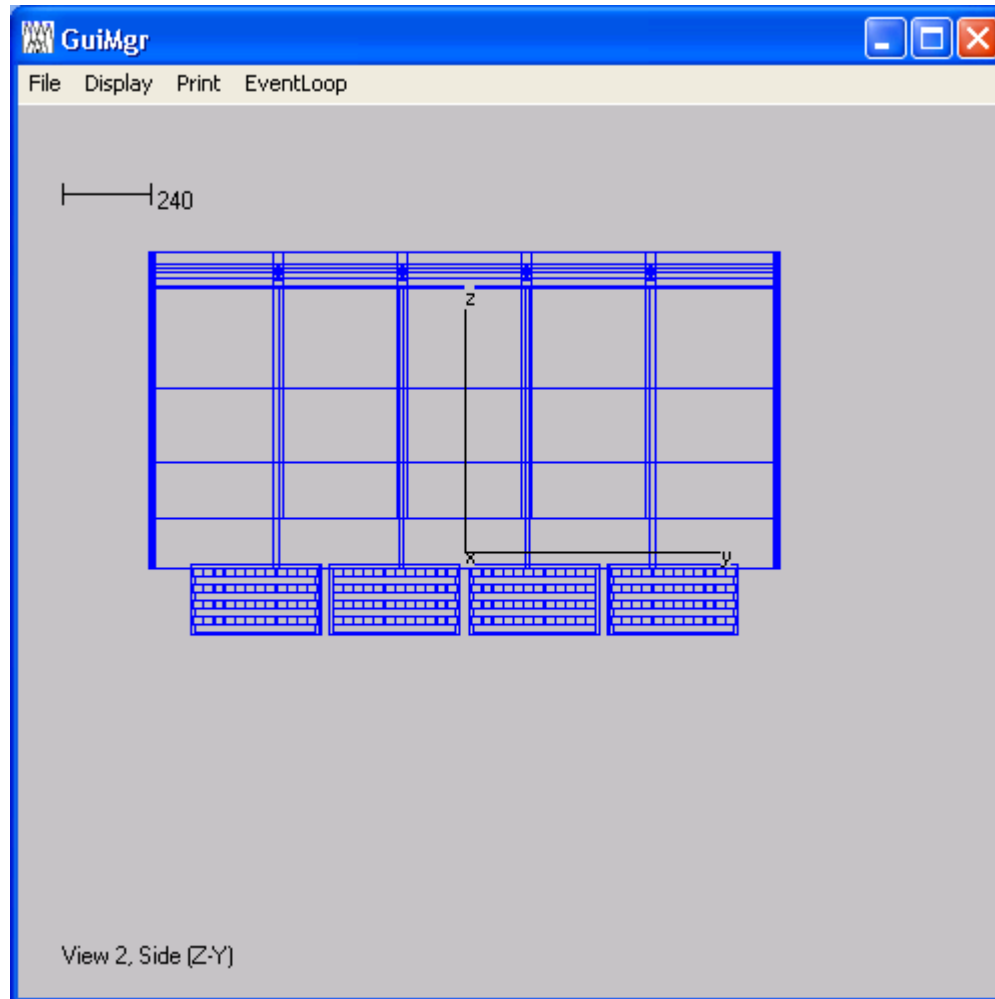 GuiMgr
File Display Print EventLoop
240
z
x
y
View 2, Side (Z-Y)